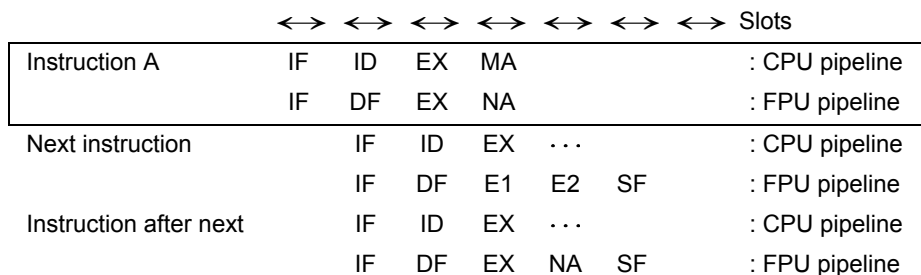 ←→ ←→ ←→ ←→ ←→ ←→ ←→ Slots
Instruction A IF ID EX MA : CPU pipeline
IF DF EX NA : FPU pipeline
Next instruction IF ID EX ··· : CPU pipeline
IF DF E1 E2 SF : FPU pipeline
Instruction after next IF ID EX ··· : CPU pipeline
IF DF EX NA SF : FPU pipeline